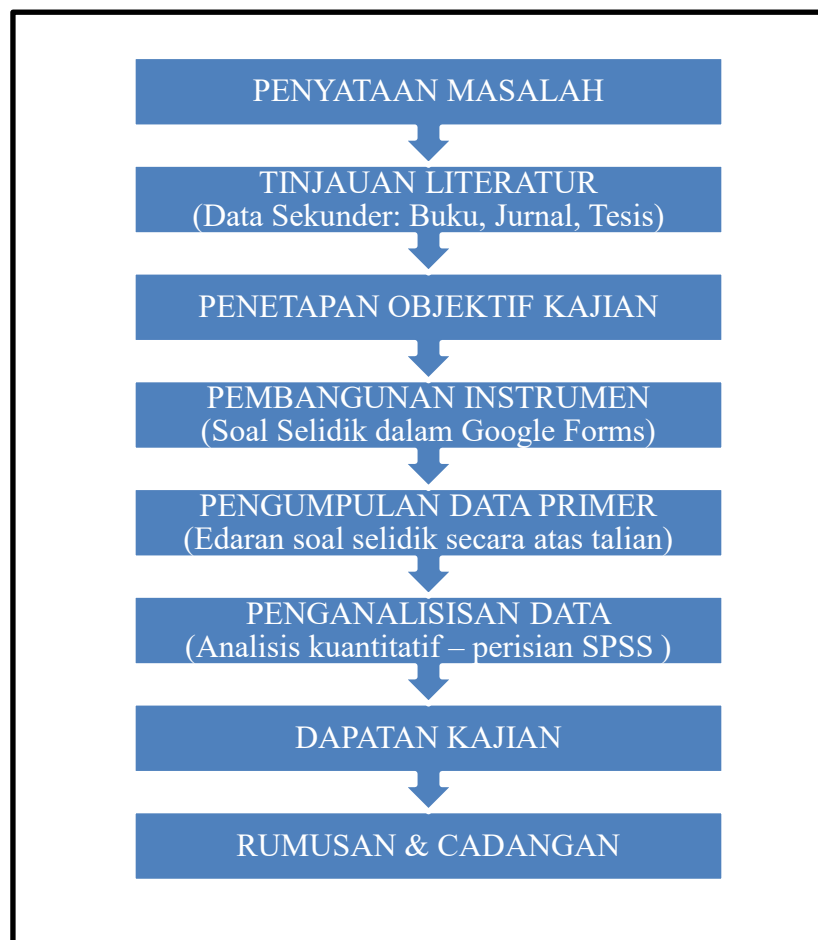 PENYATAAN MASALAH
TINJAUAN LITERATUR
(Data Sekunder: Buku, Jurnal, Tesis)
PENETAPAN OBJEKTIF KAJIAN
PEMBANGUNAN INSTRUMEN
(Soal Selidik dalam Google Forms)
PENGUMPULAN DATA PRIMER
(Edaran soal selidik secara atas talian)
PENGANALISISAN DATA
(Analisis kuantitatif – perisian SPSS )
DAPATAN KAJIAN
RUMUSAN & CADANGAN